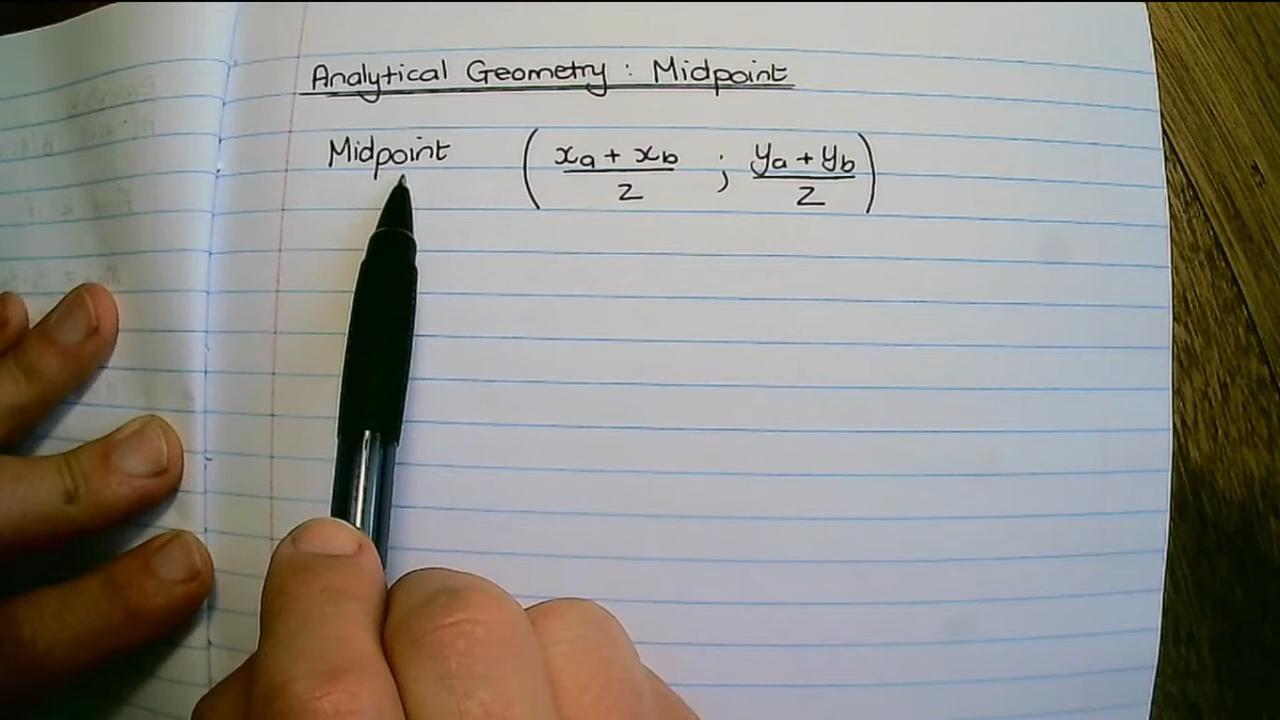 Analytical Geometry : Midpoint
Midpoint ( xa + xb / 2 ; ya + yb / 2 )